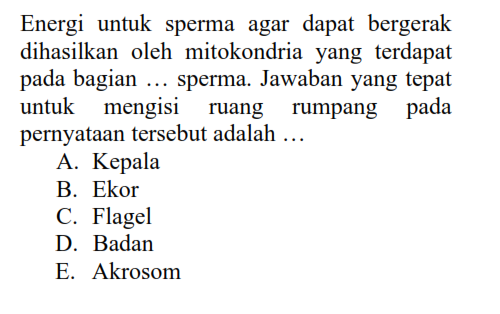 Energi untuk sperma agar dapat bergerak
dihasilkan oleh mitokondria yang terdapat
pada bagian … sperma. Jawaban yang tepat
untuk mengisi ruang rumpang pada
pernyataan tersebut adalah …
A. Kepala
B. Ekor
C. Flagel
D. Badan
E. Akrosom